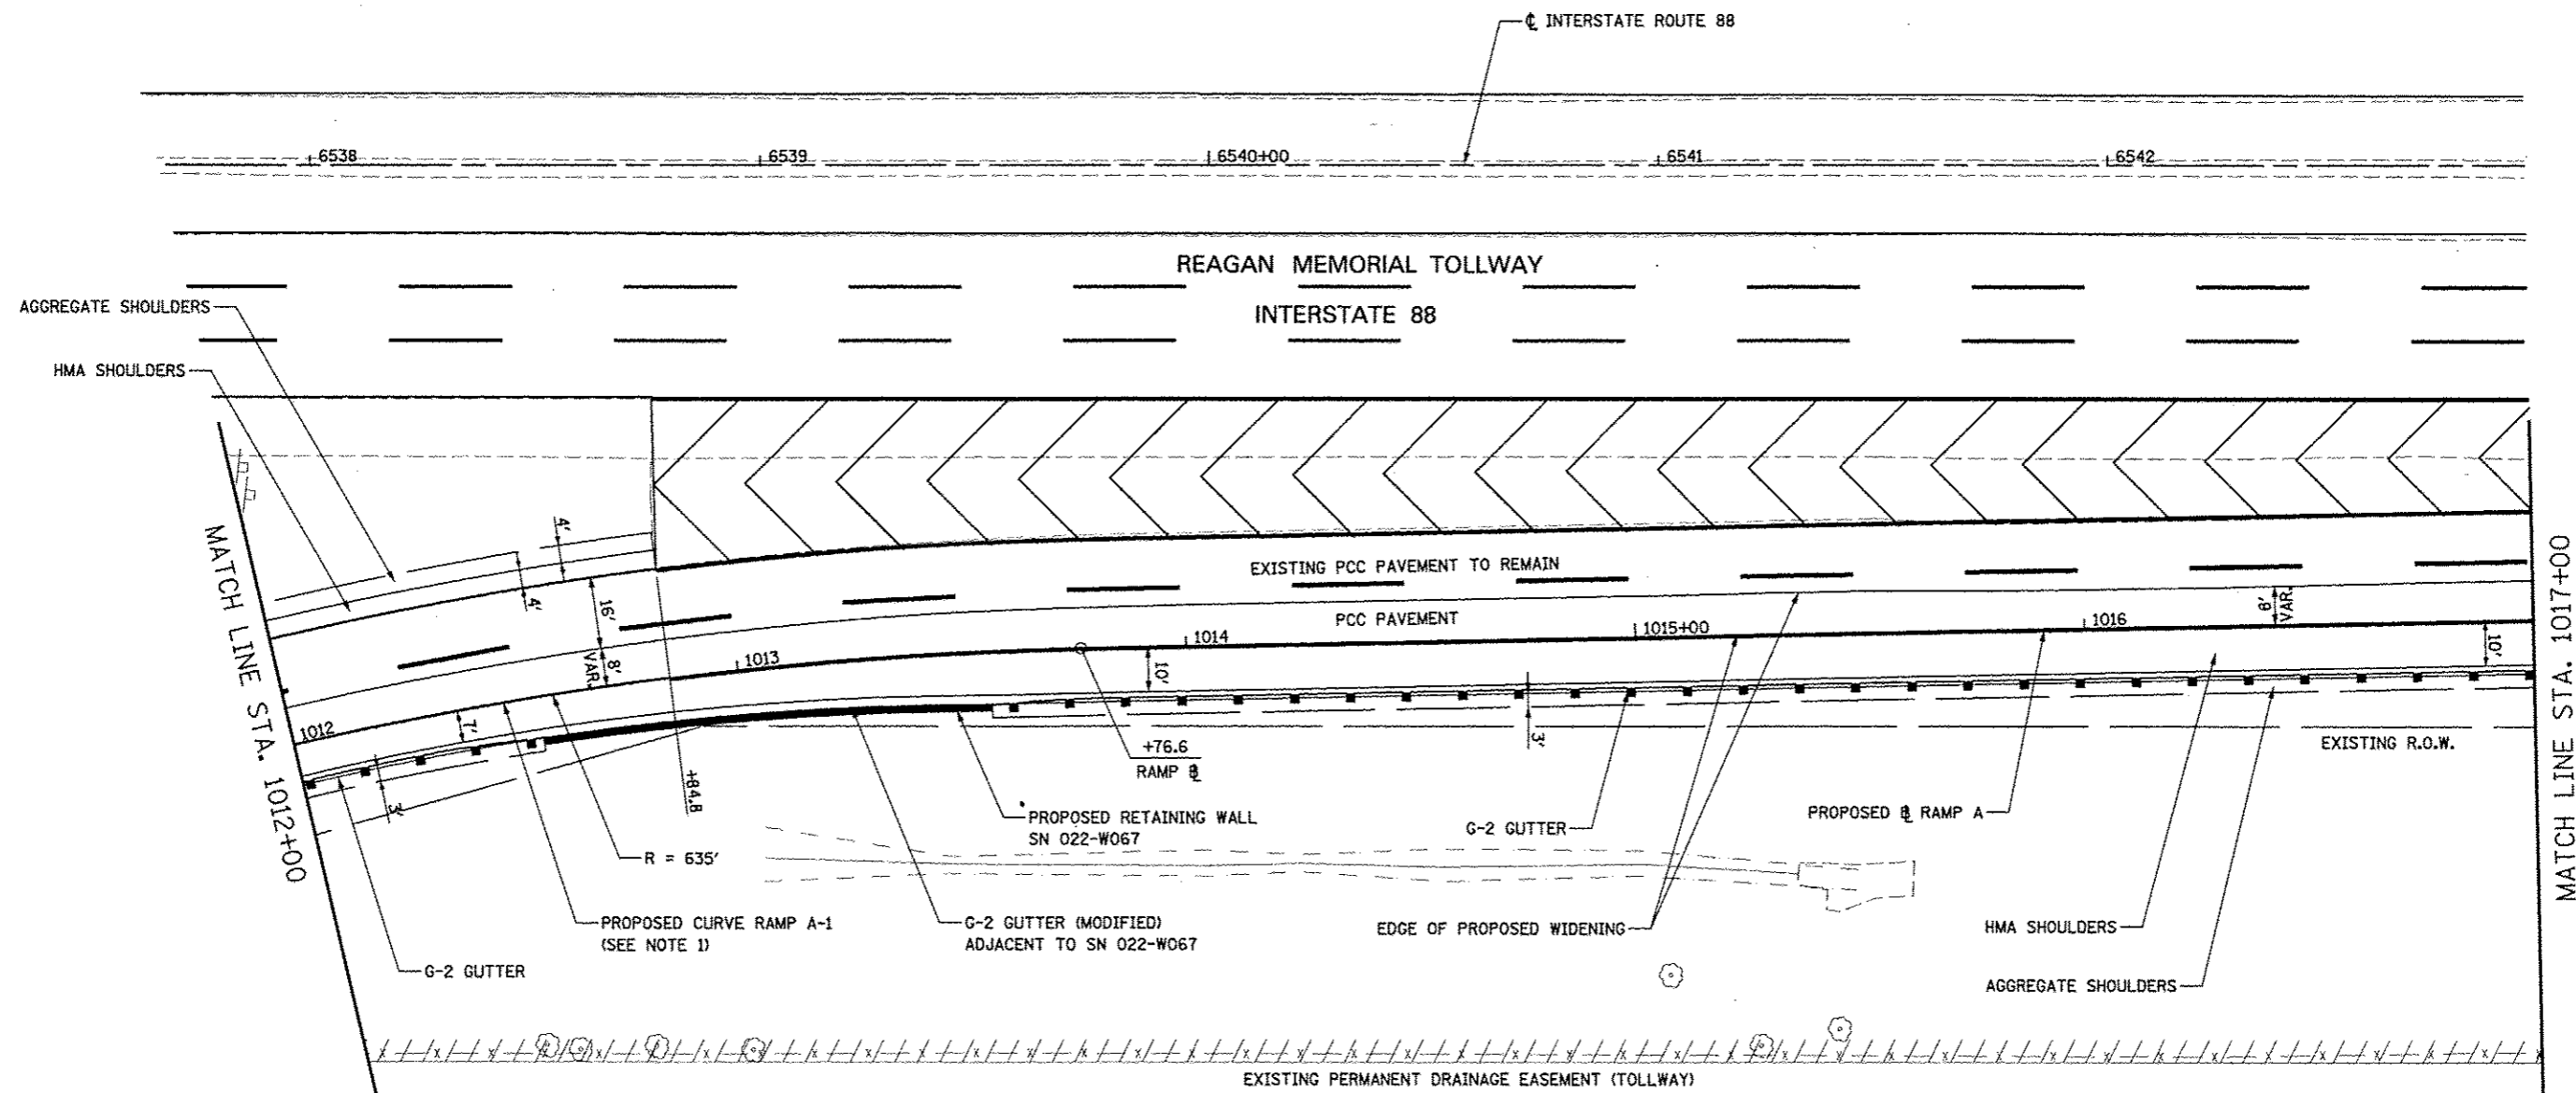 ℄ INTERSTATE ROUTE 88
6538
6539
6540+00
6541
6542
REAGAN MEMORIAL TOLLWAY
INTERSTATE 88
AGGREGATE SHOULDERS
HMA SHOULDERS
MATCH LINE STA. 1012+00
4'
4'
16'
8'
VAR.
7'
3'
EXISTING PCC PAVEMENT TO REMAIN
PCC PAVEMENT
8'
VAR.
1012
1013
1014
1015+00
1016
10'
10'
3'
+84.8
+76.6
RAMP ⅊
EXISTING R.O.W.
MATCH LINE STA. 1017+00
PROPOSED RETAINING WALL
SN 022-W067
R = 635'
G-2 GUTTER
PROPOSED ⅊ RAMP A
PROPOSED CURVE RAMP A-1
(SEE NOTE 1)
G-2 GUTTER (MODIFIED)
ADJACENT TO SN 022-W067
EDGE OF PROPOSED WIDENING
HMA SHOULDERS
G-2 GUTTER
AGGREGATE SHOULDERS
EXISTING PERMANENT DRAINAGE EASEMENT (TOLLWAY)